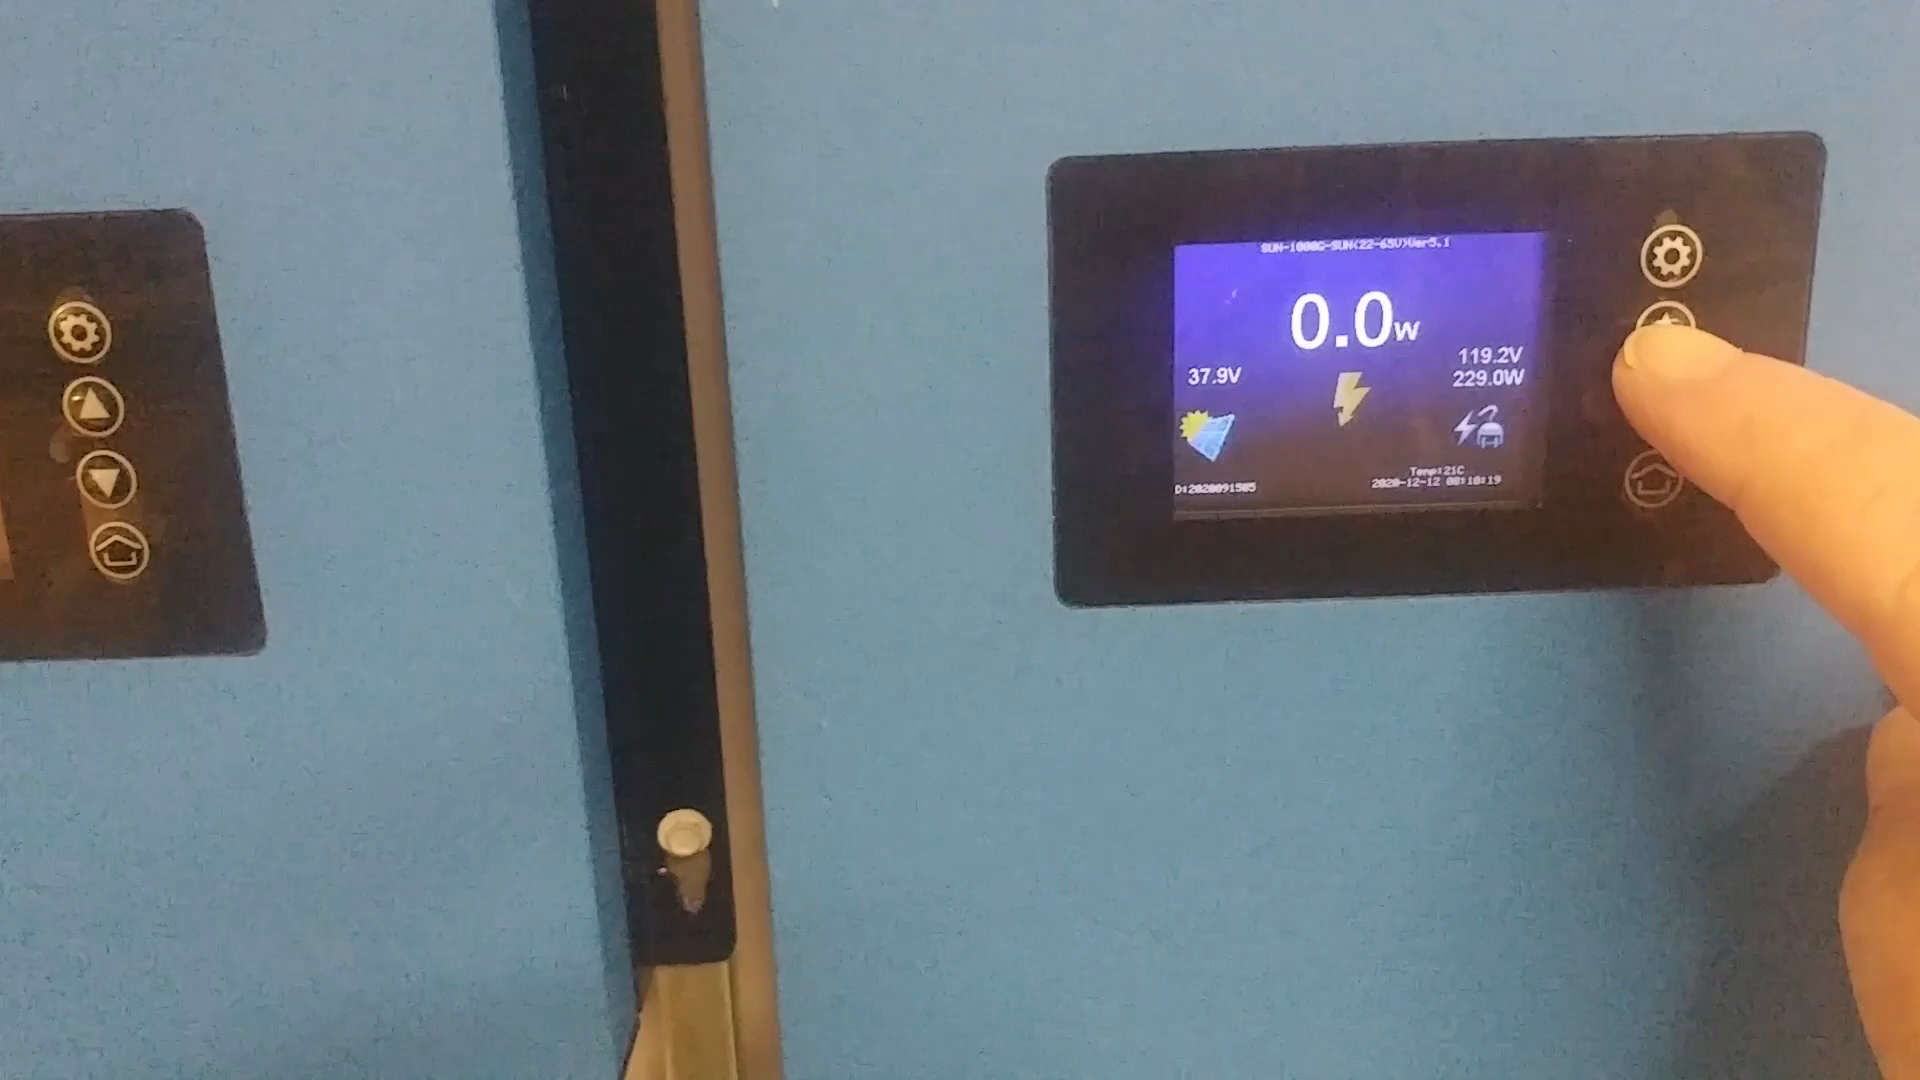 SUN-1000G-SUN(22-65V)Ver5.1
0.0W
119.2V
37.9V
229.0W
Temp:21C
D:2020091505
2020-12-12 08:10:19